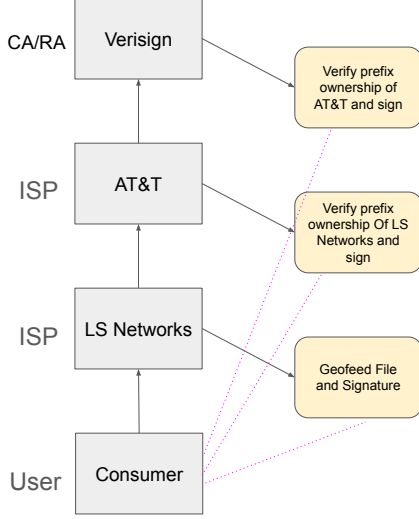 CA/RA
Verisign
Verify prefix
ownership of
AT&T and sign
ISP
AT&T
Verify prefix
ownership Of LS
Networks and
sign
ISP
LS Networks
Geofeed File
and Signature
User
Consumer